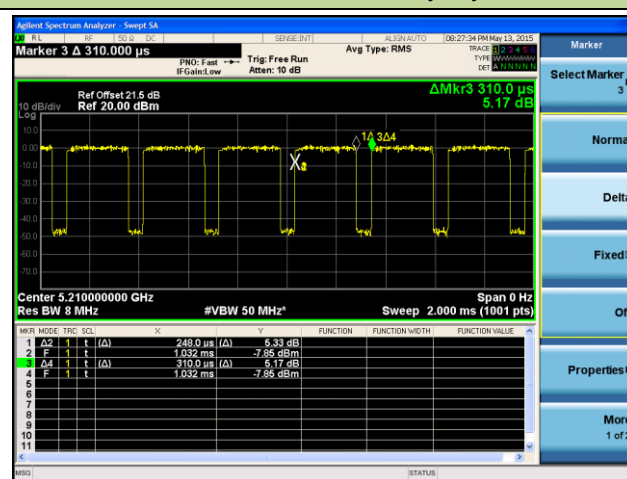 Agilent Spectrum Analyzer - Swept SA
RL RF 50 Ω DC SENSE:INT ALIGN AUTO 08:27:34 PM May 13, 2015
Marker 3 Δ 310.000 µs
PNO: Fast
IFGain:Low
Trig: Free Run
Atten: 10 dB
Avg Type: RMS
TRACE 1 2 3 4 5 6
TYPE WWWWWW
DET A N N N N N
Ref Offset 21.5 dB
10 dB/div Ref 20.00 dBm
Log
ΔMkr3 310.0 µs
5.17 dB
10.0
0.00
-10.0
-20.0
-30.0
-40.0
-50.0
-60.0
-70.0
1Δ 3Δ4
Center 5.210000000 GHz
Span 0 Hz
Res BW 8 MHz
#VBW 50 MHz*
Sweep 2.000 ms (1001 pts)
MKR MODE TRC SCL X Y FUNCTION FUNCTION WIDTH FUNCTION VALUE
1 Δ2 1 t (Δ) 248.0 µs (Δ) 5.33 dB
2 F 1 t 1.032 ms -7.85 dBm
3 Δ4 1 t (Δ) 310.0 µs (Δ) 5.17 dB
4 F 1 t 1.032 ms -7.85 dBm
5
6
7
8
9
10
11
MSG STATUS
Marker
Select Marker
3
Norma
Delta
Fixed
Of
Properties
More
1 of 2